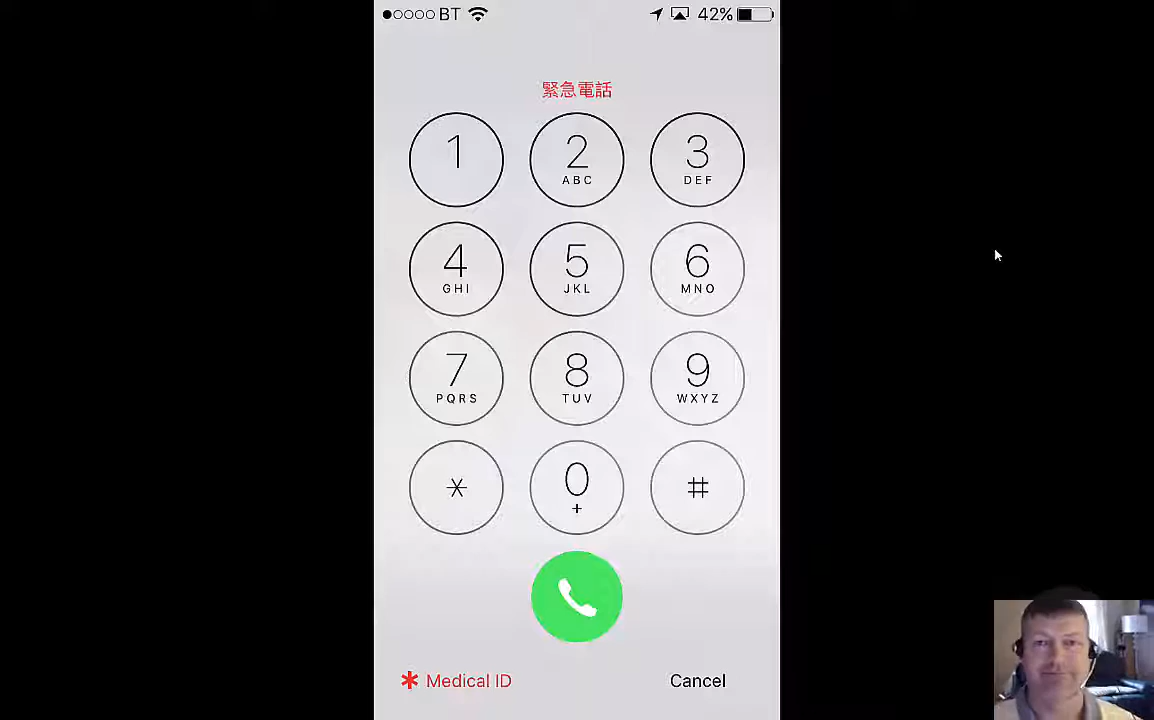 BT 42%
緊急電話
1 2 3
ABC DEF
4 5 6
GHI JKL MNO
7 8 9
PQRS TUV WXYZ
* 0 #
+
* Medical ID Cancel